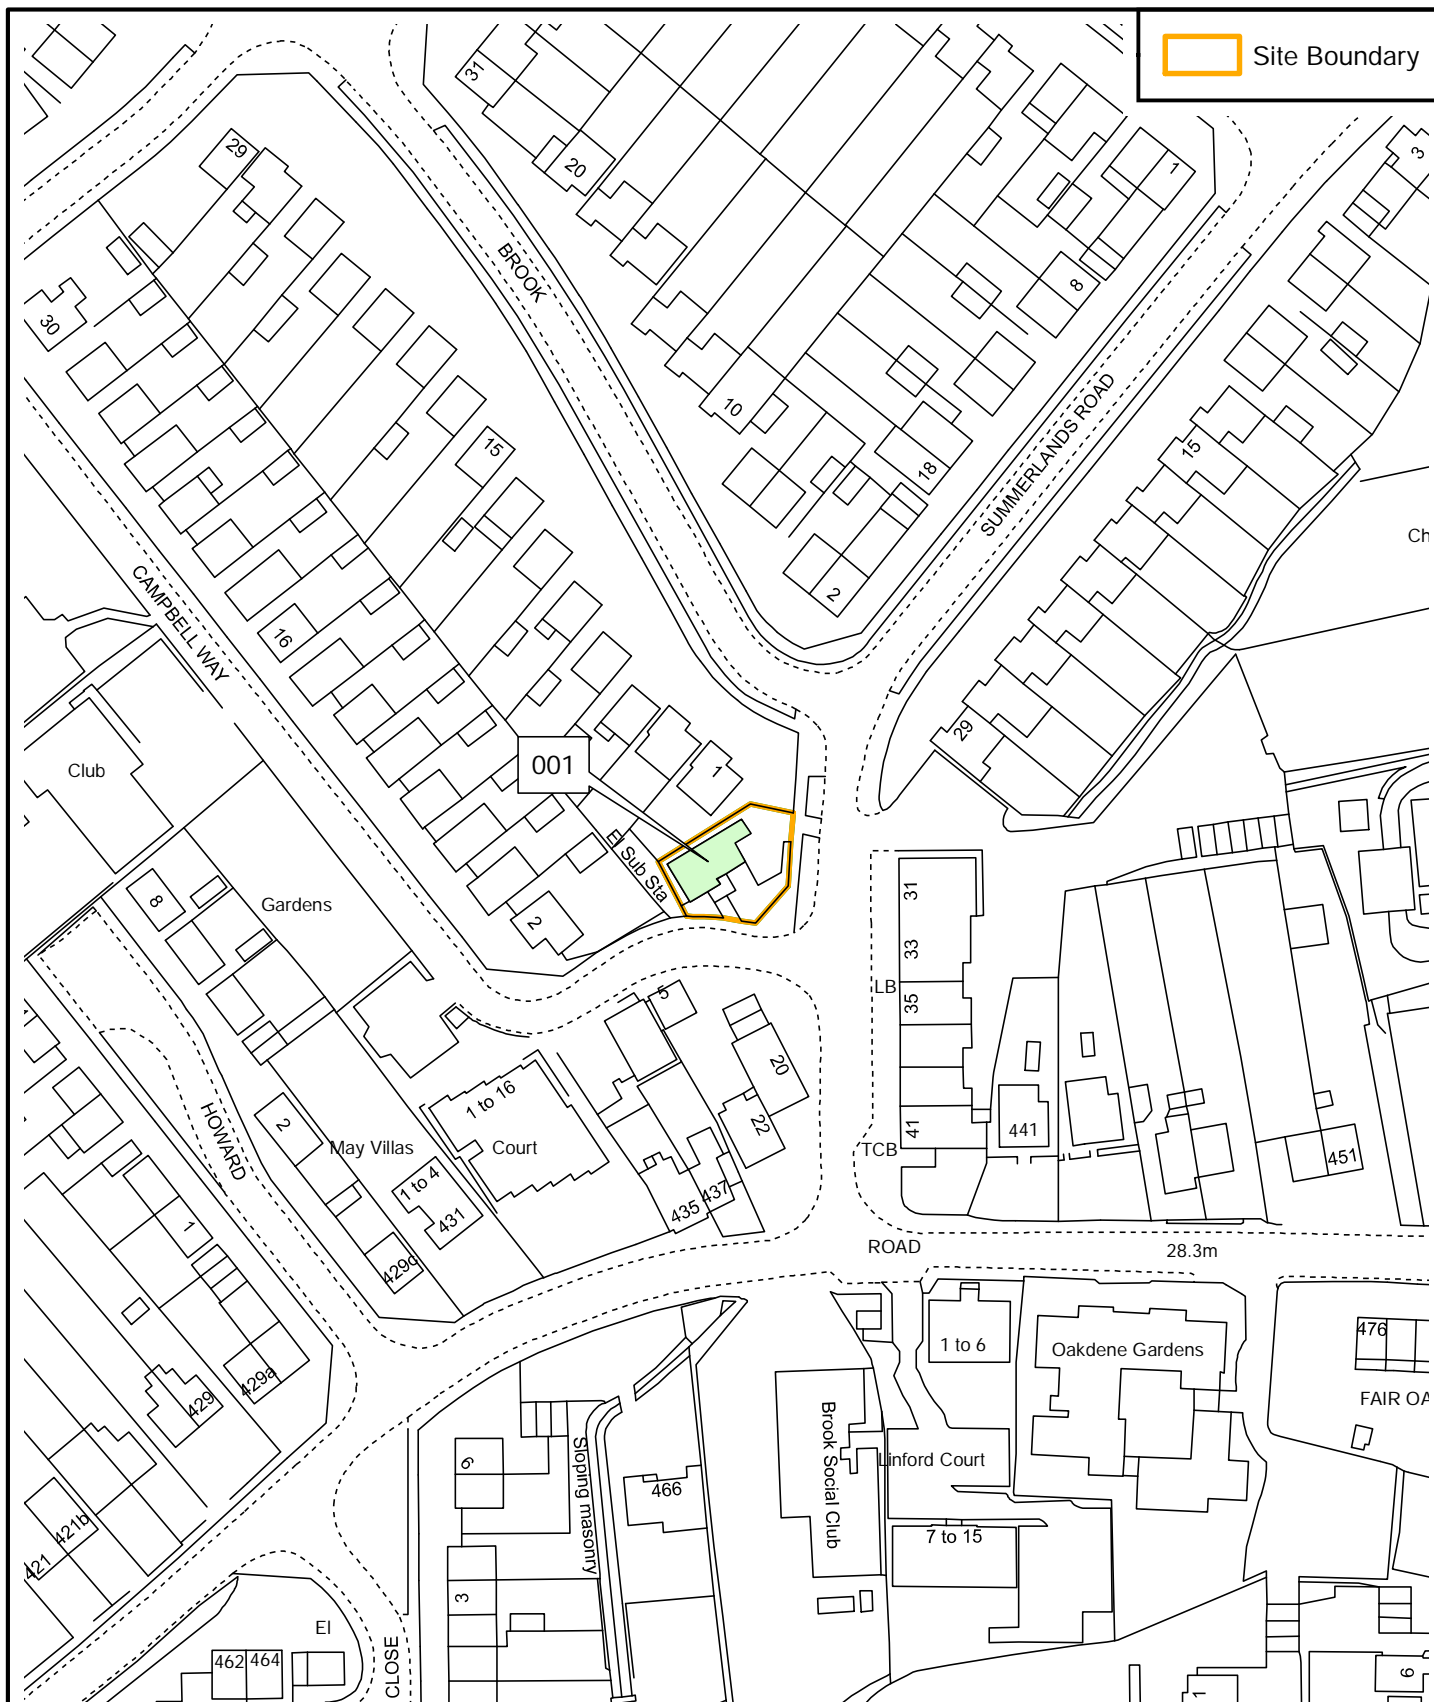 Site Boundary
31
29
20
1
3
BROOK
30
8
10
15
15
18
SUMMERLANDS ROAD
Ch
CAMPBELL WAY
2
16
29
001
1
Club
El Sub Sta
8
Gardens
2
31
33
LB
35
5
20
22
1 to 16
HOWARD
2
May Villas
Court
41
TCB
441
451
1 to 4
431
435
437
1
429c
ROAD
28.3m
476
1 to 6
Oakdene Gardens
429a
429
FAIR OA
Brook Social Club
Linford Court
6
Sloping masonry
466
421b
421
7 to 15
3
El
462
464
CLOSE
6
1